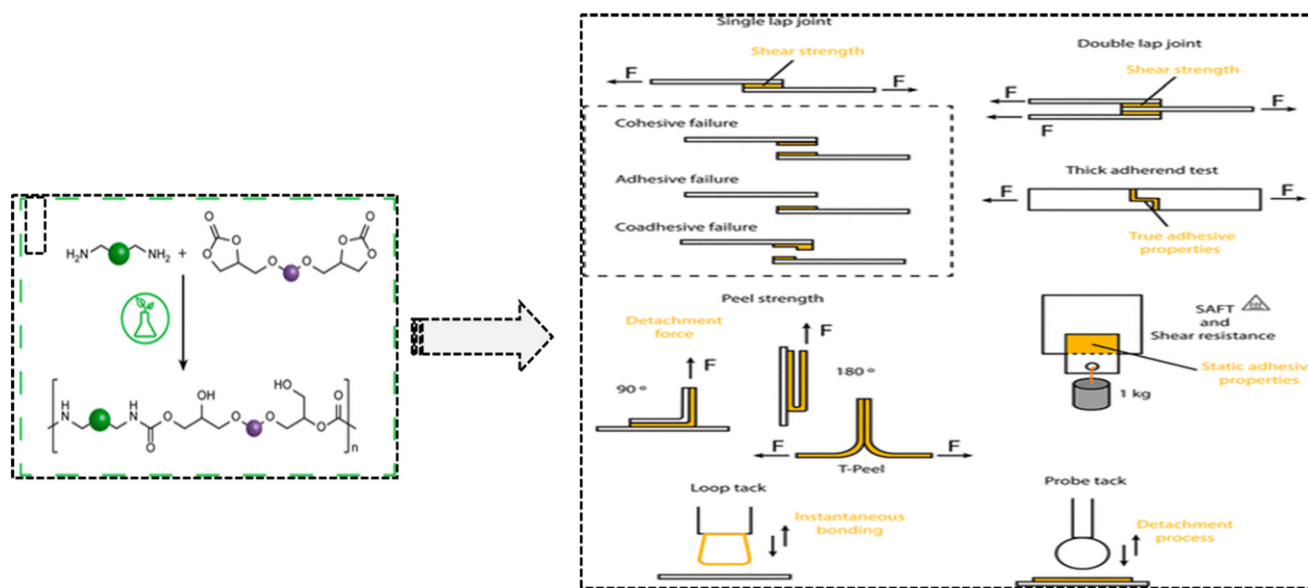 H₂N
NH₂
+
O
O
O
O
O
O
O
O
H
N
H
N
O
O
OH
O
O
HO
O
O
n
Single lap joint
Shear strength
F
F
Cohesive failure
Adhesive failure
Coadhesive failure
Double lap joint
Shear strength
F
F
F
Thick adherend test
F
F
True adhesive
properties
Peel strength
Detachment
force
F
90 º
F
180 º
F
F
T-Peel
SAFT
and
Shear resistance
Static adhesive
properties
1 kg
Loop tack
Instantaneous
bonding
Probe tack
Detachment
process